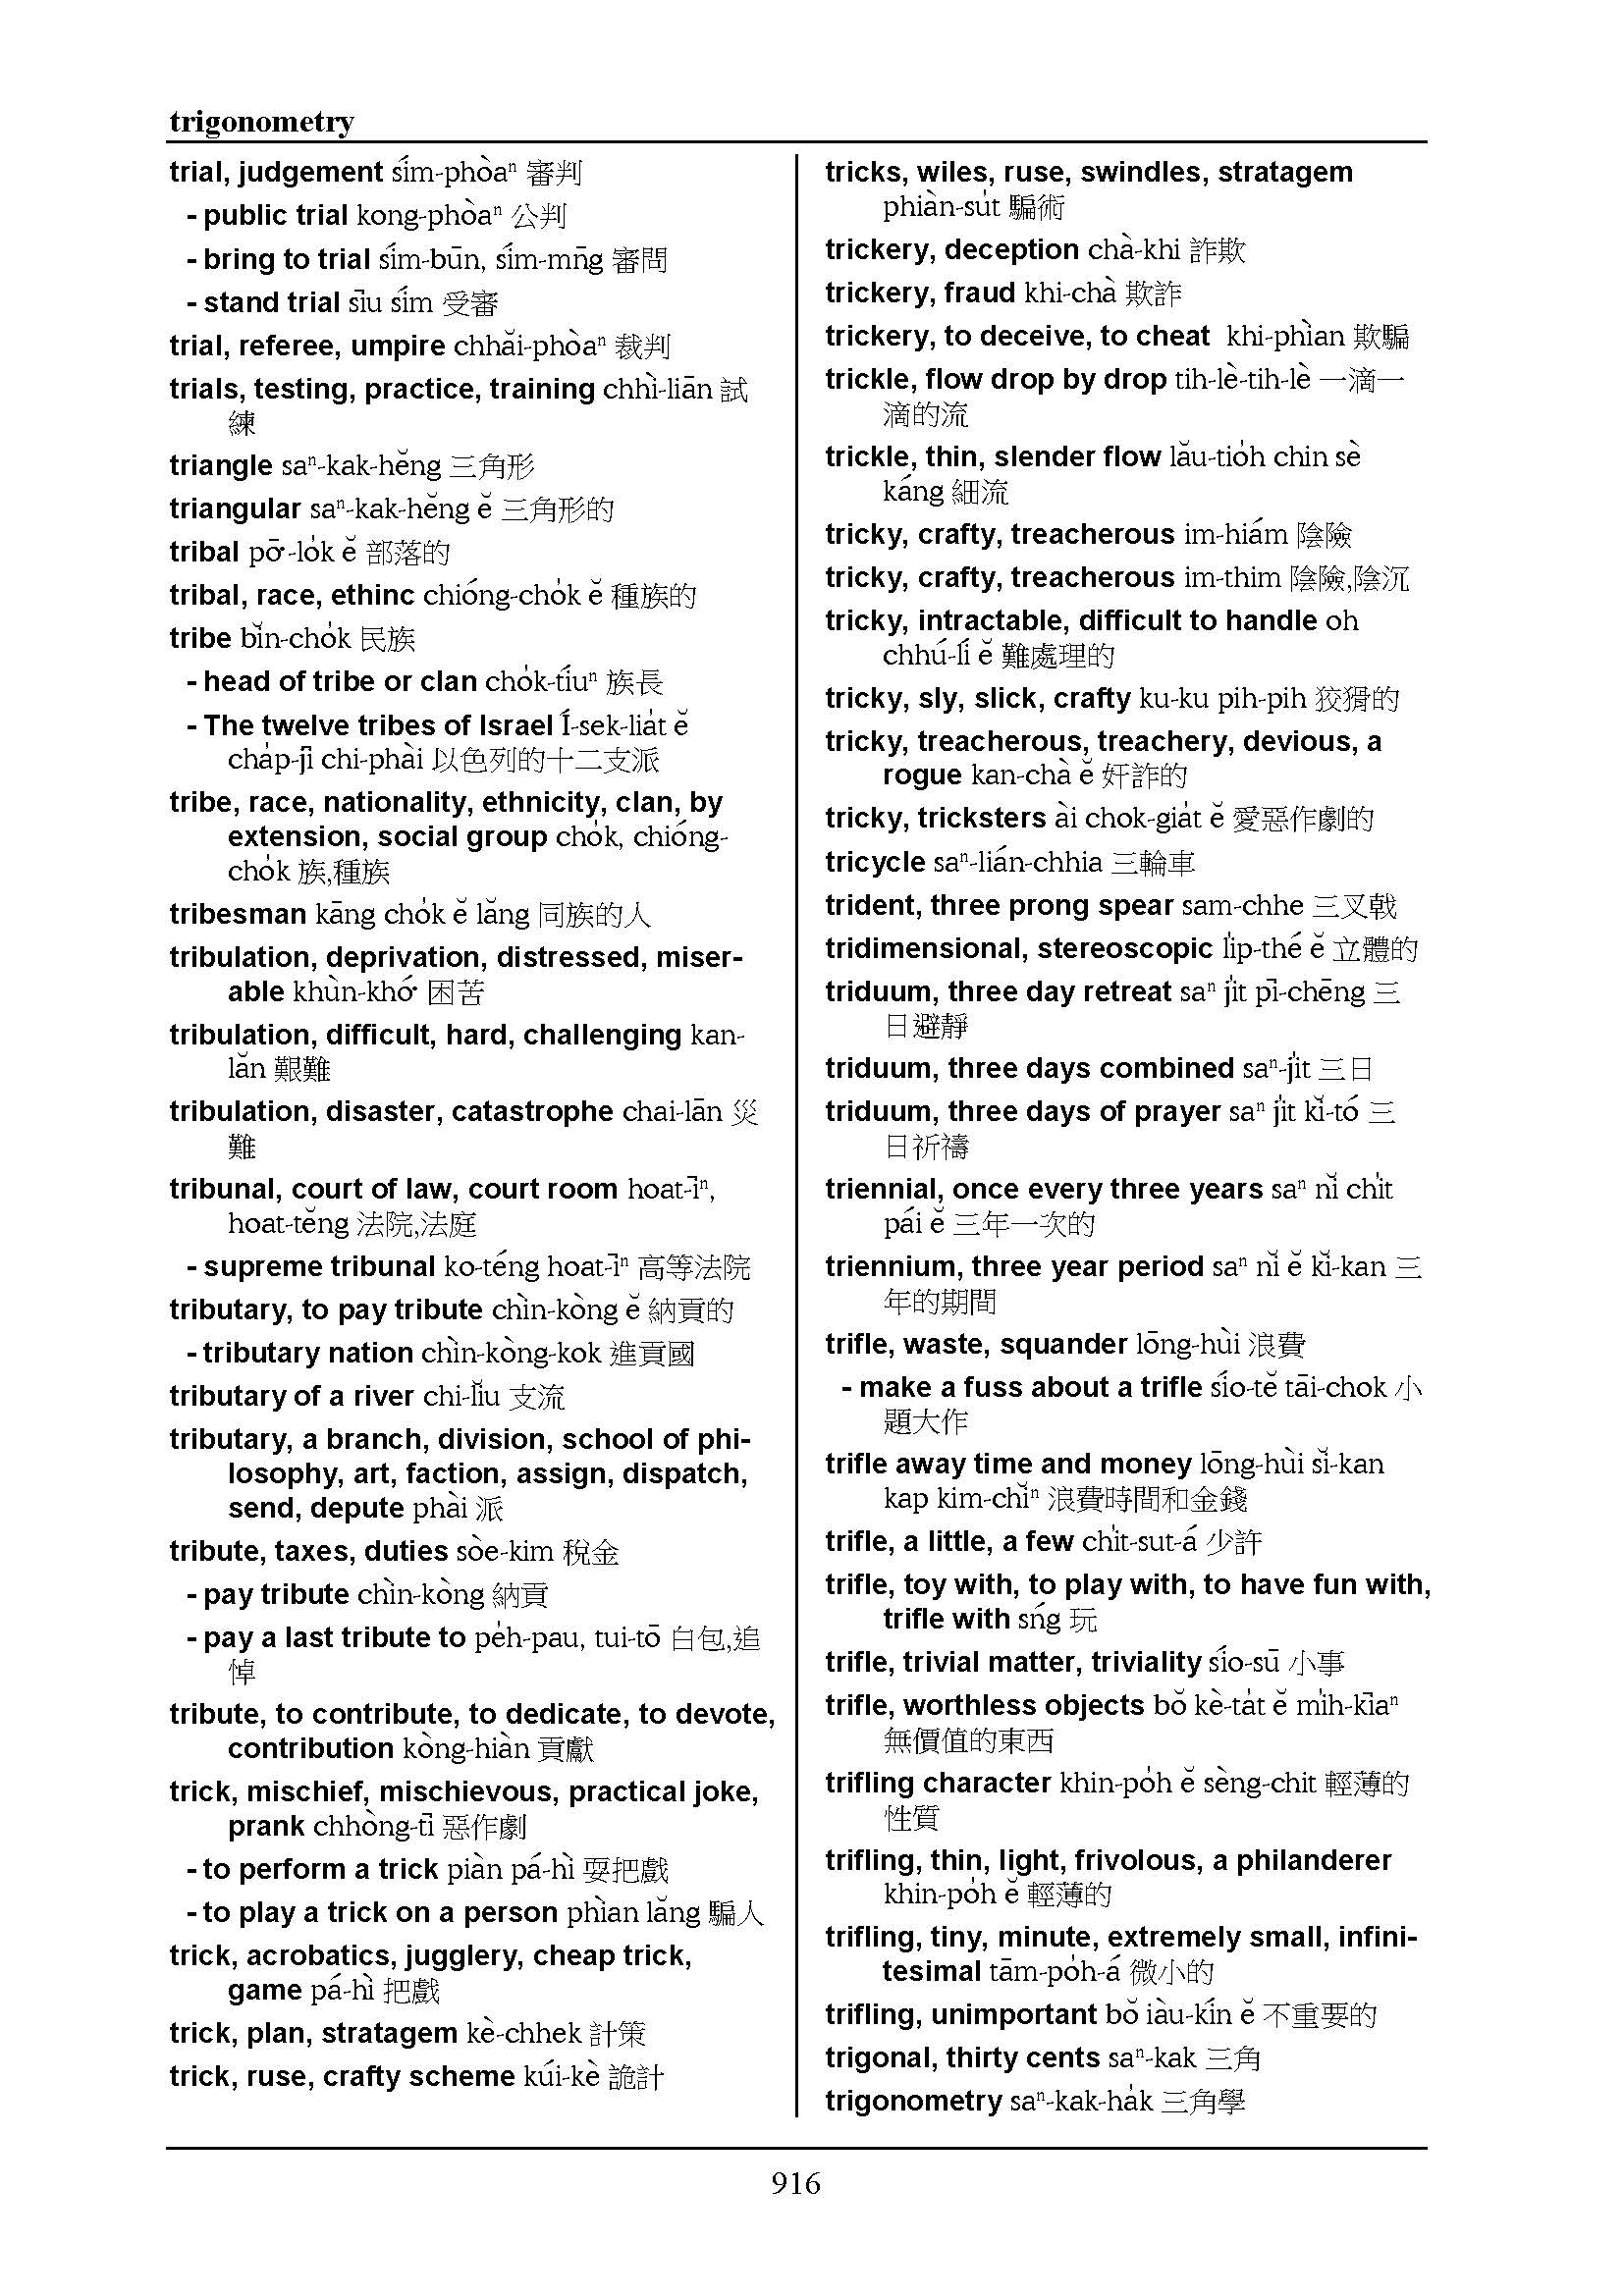 trigonometry
trial, judgement sím-phòaⁿ 審判
- public trial kong-phòaⁿ 公判
- bring to trial sím-būn, sím-mn̄g 審問
- stand trial sīu sím 受審
trial, referee, umpire chhăi-phòaⁿ 裁判
trials, testing, practice, training chhì-liān 試
練
triangle saⁿ-kak-hĕng 三角形
triangular saⁿ-kak-hĕng ĕ 三角形的
tribal pō͘-lo̍k ĕ 部落的
tribal, race, ethinc chióng-cho̍k ĕ 種族的
tribe bĭn-cho̍k 民族
- head of tribe or clan cho̍k-tíuⁿ 族長
- The twelve tribes of Israel Í-sek-lia̍t ĕ
cha̍p-jī chi-phài 以色列的十二支派
tribe, race, nationality, ethnicity, clan, by
extension, social group cho̍k, chióng-
cho̍k 族,種族
tribesman kāng cho̍k ĕ lăng 同族的人
tribulation, deprivation, distressed, miser-
able khùn-khó͘ 困苦
tribulation, difficult, hard, challenging kan-
lăn 艱難
tribulation, disaster, catastrophe chai-lān 災
難
tribunal, court of law, court room hoat-īⁿ,
hoat-tĕng 法院,法庭
- supreme tribunal ko-téng hoat-īⁿ 高等法院
tributary, to pay tribute chìn-kòng ĕ 納貢的
- tributary nation chìn-kòng-kok 進貢國
tributary of a river chi-lĭu 支流
tributary, a branch, division, school of phi-
losophy, art, faction, assign, dispatch,
send, depute phài 派
tribute, taxes, duties sòe-kim 稅金
- pay tribute chìn-kòng 納貢
- pay a last tribute to pe̍h-pau, tui-tō 白包,追
悼
tribute, to contribute, to dedicate, to devote,
contribution kòng-hiàn 貢獻
trick, mischief, mischievous, practical joke,
prank chhòng-tī 惡作劇
- to perform a trick piàn pá-hì 耍把戲
- to play a trick on a person phìan lăng 騙人
trick, acrobatics, jugglery, cheap trick,
game pá-hì 把戲
trick, plan, stratagem kè-chhek 計策
trick, ruse, crafty scheme kúi-kè 詭計
tricks, wiles, ruse, swindles, stratagem
phiàn-su̍t 騙術
trickery, deception chà-khi 詐欺
trickery, fraud khi-chà 欺詐
trickery, to deceive, to cheat khi-phìan 欺騙
trickle, flow drop by drop tih-lè-tih-lè 一滴一
滴的流
trickle, thin, slender flow lău-tio̍h chin sè
káng 細流
tricky, crafty, treacherous im-hiám 陰險
tricky, crafty, treacherous im-thim 陰險,陰沉
tricky, intractable, difficult to handle oh
chhú-lí ĕ 難處理的
tricky, sly, slick, crafty ku-ku pih-pih 狡猾的
tricky, treacherous, treachery, devious, a
rogue kan-chà ĕ 奸詐的
tricky, tricksters ài chok-gia̍t ĕ 愛惡作劇的
tricycle saⁿ-lián-chhia 三輪車
trident, three prong spear sam-chhe 三叉戟
tridimensional, stereoscopic li̍p-thé ĕ 立體的
triduum, three day retreat saⁿ ji̍t pī-chēng 三
日避靜
triduum, three days combined saⁿ-ji̍t 三日
triduum, three days of prayer saⁿ ji̍t kĭ-tó 三
日祈禱
triennial, once every three years saⁿ nĭ chi̍t
pái ĕ 三年一次的
triennium, three year period saⁿ nĭ ĕ kĭ-kan 三
年的期間
trifle, waste, squander lōng-hùi 浪費
- make a fuss about a trifle sío-tĕ tāi-chok 小
題大作
trifle away time and money lōng-hùi sĭ-kan
kap kim-chĭⁿ 浪費時間和金錢
trifle, a little, a few chi̍t-sut-á 少許
trifle, toy with, to play with, to have fun with,
trifle with sńg 玩
trifle, trivial matter, triviality sío-sū 小事
trifle, worthless objects bŏ kè-ta̍t ĕ mi̍h-kīaⁿ
無價值的東西
trifling character khin-po̍h ĕ sèng-chit 輕薄的
性質
trifling, thin, light, frivolous, a philanderer
khin-po̍h ĕ 輕薄的
trifling, tiny, minute, extremely small, infini-
tesimal tām-po̍h-á 微小的
trifling, unimportant bŏ iàu-kín ĕ 不重要的
trigonal, thirty cents saⁿ-kak 三角
trigonometry saⁿ-kak-ha̍k 三角學
916